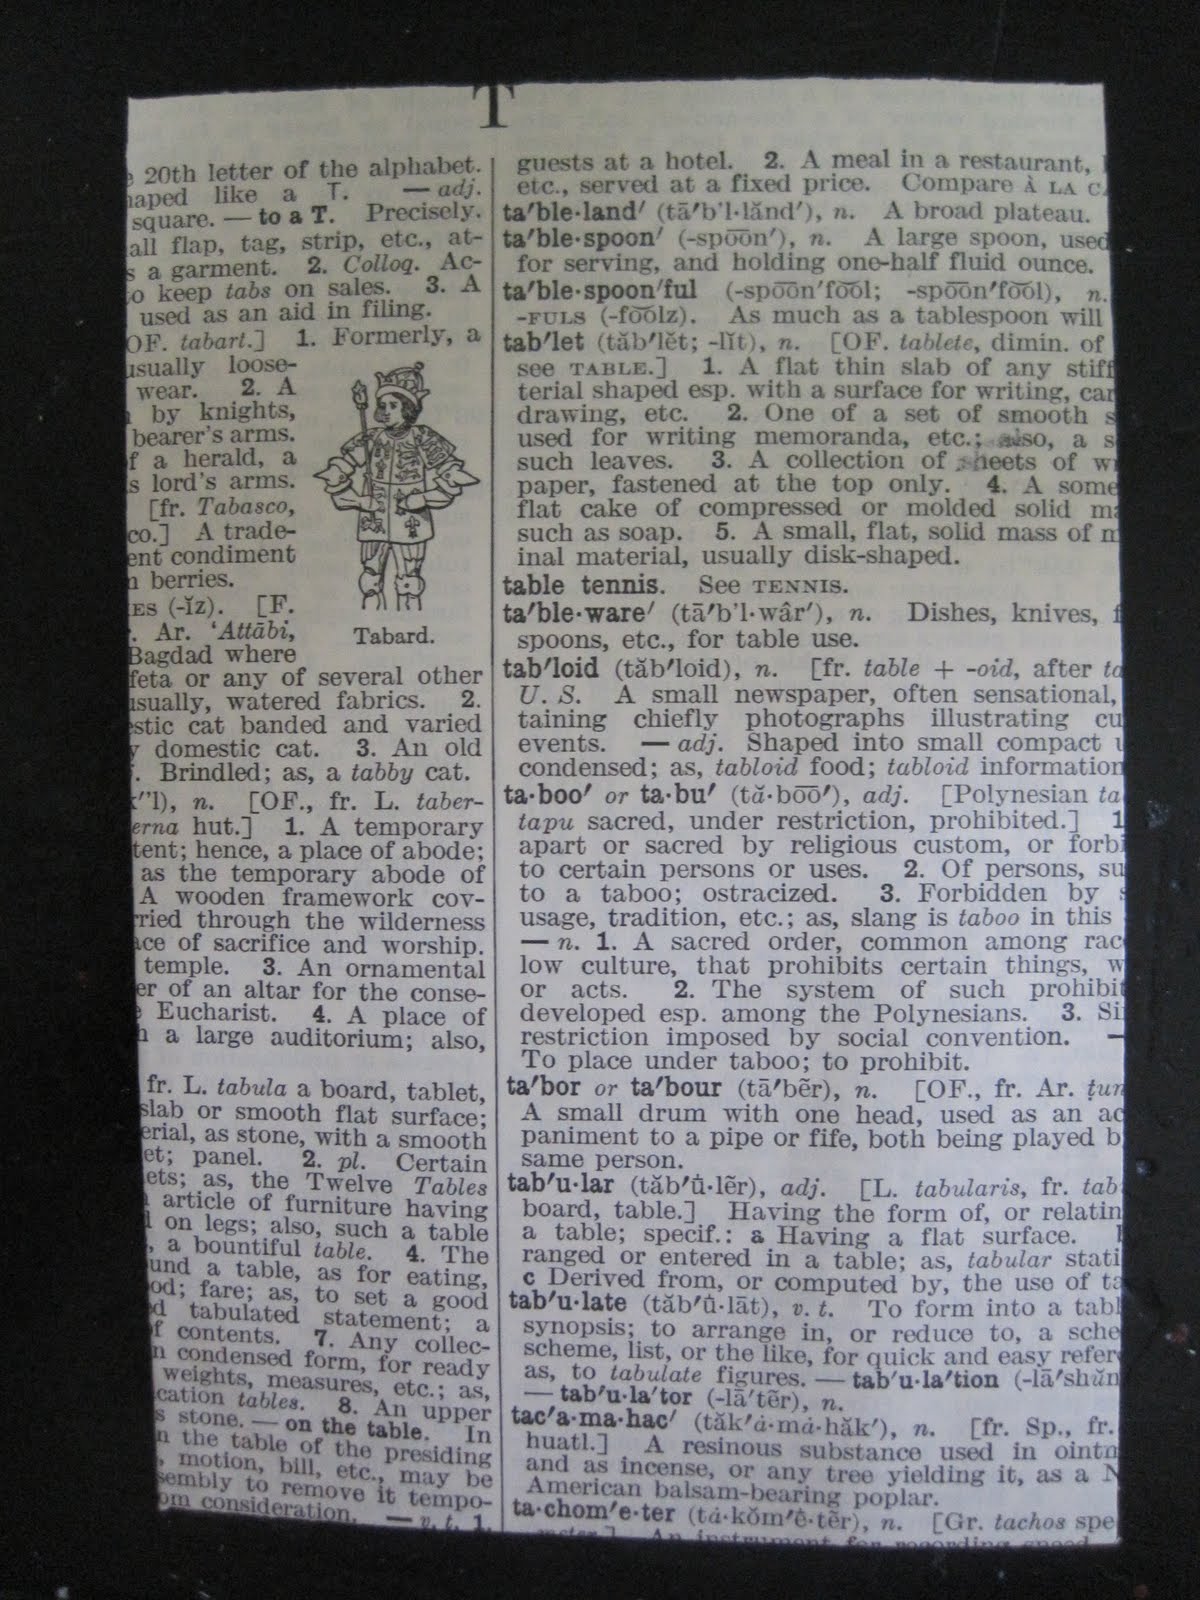 T
20th letter of the alphabet.
like a T. — adj.
square. — to a T. Precisely.
all flap, tag, strip, etc., at-
a garment. 2. Colloq. Ac-
keep tabs on sales. 3. A
used as an aid in filing.
OF. tabart.] 1. Formerly, a
usually loose-
wear. 2. A
by knights,
bearer's arms.
f a herald, a
s lord's arms.
[fr. Tabasco,
co.] A trade-
ent condiment
berries.
ES (-ĭz). [F.
Ar. ‘Attābi,
Bagdad where
Tabard.
feta or any of several other
usually, watered fabrics. 2.
estic cat banded and varied
domestic cat. 3. An old
Brindled; as, a tabby cat.
'l), n. [OF., fr. L. taber-
erna hut.] 1. A temporary
tent; hence, a place of abode;
as the temporary abode of
A wooden framework cov-
rried through the wilderness
ace of sacrifice and worship.
temple. 3. An ornamental
er of an altar for the conse-
Eucharist. 4. A place of
a large auditorium; also,
fr. L. tabula a board, tablet,
slab or smooth flat surface;
erial, as stone, with a smooth
et; panel. 2. pl. Certain
ets; as, the Twelve Tables
article of furniture having
on legs; also, such a table
, a bountiful table. 4. The
und a table, as for eating,
od; fare; as, to set a good
d tabulated statement; a
f contents. 7. Any collec-
n condensed form, for ready
weights, measures, etc.; as,
cation tables. 8. An upper
s stone. — on the table. In
n the table of the presiding
, motion, bill, etc., may be
sembly to remove it tempo-
om consideration. — v. t. 1.
guests at a hotel. 2. A meal in a restaurant,
etc., served at a fixed price. Compare À LA CA
ta′ble·land′ (tā′b'l·lănd′), n. A broad plateau.
ta′ble·spoon′ (-spōōn′), n. A large spoon, used
for serving, and holding one-half fluid ounce.
ta′ble·spoon′ful (-spōōn′fŏŏl; -spōōn′fŏŏl), n.
-FULS (-fŏŏlz). As much as a tablespoon will
tab′let (tăb′lĕt; -lĭt), n. [OF. tablete, dimin. of
see TABLE.] 1. A flat thin slab of any stiff
terial shaped esp. with a surface for writing, car
drawing, etc. 2. One of a set of smooth s
used for writing memoranda, etc.; also, a s
such leaves. 3. A collection of sheets of w
paper, fastened at the top only. 4. A some
flat cake of compressed or molded solid ma
such as soap. 5. A small, flat, solid mass of m
inal material, usually disk-shaped.
table tennis. See TENNIS.
ta′ble·ware′ (tā′b'l·wâr′), n. Dishes, knives, f
spoons, etc., for table use.
tab′loid (tăb′loid), n. [fr. table + -oid, after ta
U. S. A small newspaper, often sensational,
taining chiefly photographs illustrating cu
events. — adj. Shaped into small compact u
condensed; as, tabloid food; tabloid information
ta·boo′ or ta·bu′ (tă·bōō′), adj. [Polynesian ta
tapu sacred, under restriction, prohibited.] 1
apart or sacred by religious custom, or forbi
to certain persons or uses. 2. Of persons, su
to a taboo; ostracized. 3. Forbidden by s
usage, tradition, etc.; as, slang is taboo in this
— n. 1. A sacred order, common among rac
low culture, that prohibits certain things, w
or acts. 2. The system of such prohibit
developed esp. among the Polynesians. 3. Si
restriction imposed by social convention. —
To place under taboo; to prohibit.
ta′bor or ta′bour (tā′bẽr), n. [OF., fr. Ar. ṭun
A small drum with one head, used as an ac
paniment to a pipe or fife, both being played b
same person.
tab′u·lar (tăb′û·lẽr), adj. [L. tabularis, fr. tab
board, table.] Having the form of, or relatin
a table; specif.: a Having a flat surface.
ranged or entered in a table; as, tabular stati
c Derived from, or computed by, the use of ta
tab′u·late (tăb′û·lāt), v. t. To form into a tabl
synopsis; to arrange in, or reduce to, a sche
scheme, list, or the like, for quick and easy refer
as, to tabulate figures. — tab′u·la′tion (-lā′shŭn
— tab′u·la′tor (-lā′tẽr), n.
tac′a·ma·hac′ (tăk′ȧ·mȧ·hăk′), n. [fr. Sp., fr.
huatl.] A resinous substance used in ointm
and as incense, or any tree yielding it, as a N
American balsam-bearing poplar.
ta·chom′e·ter (tȧ·kŏm′ê·tẽr), n. [Gr. tachos spe
meter.] An instrument for recording speed